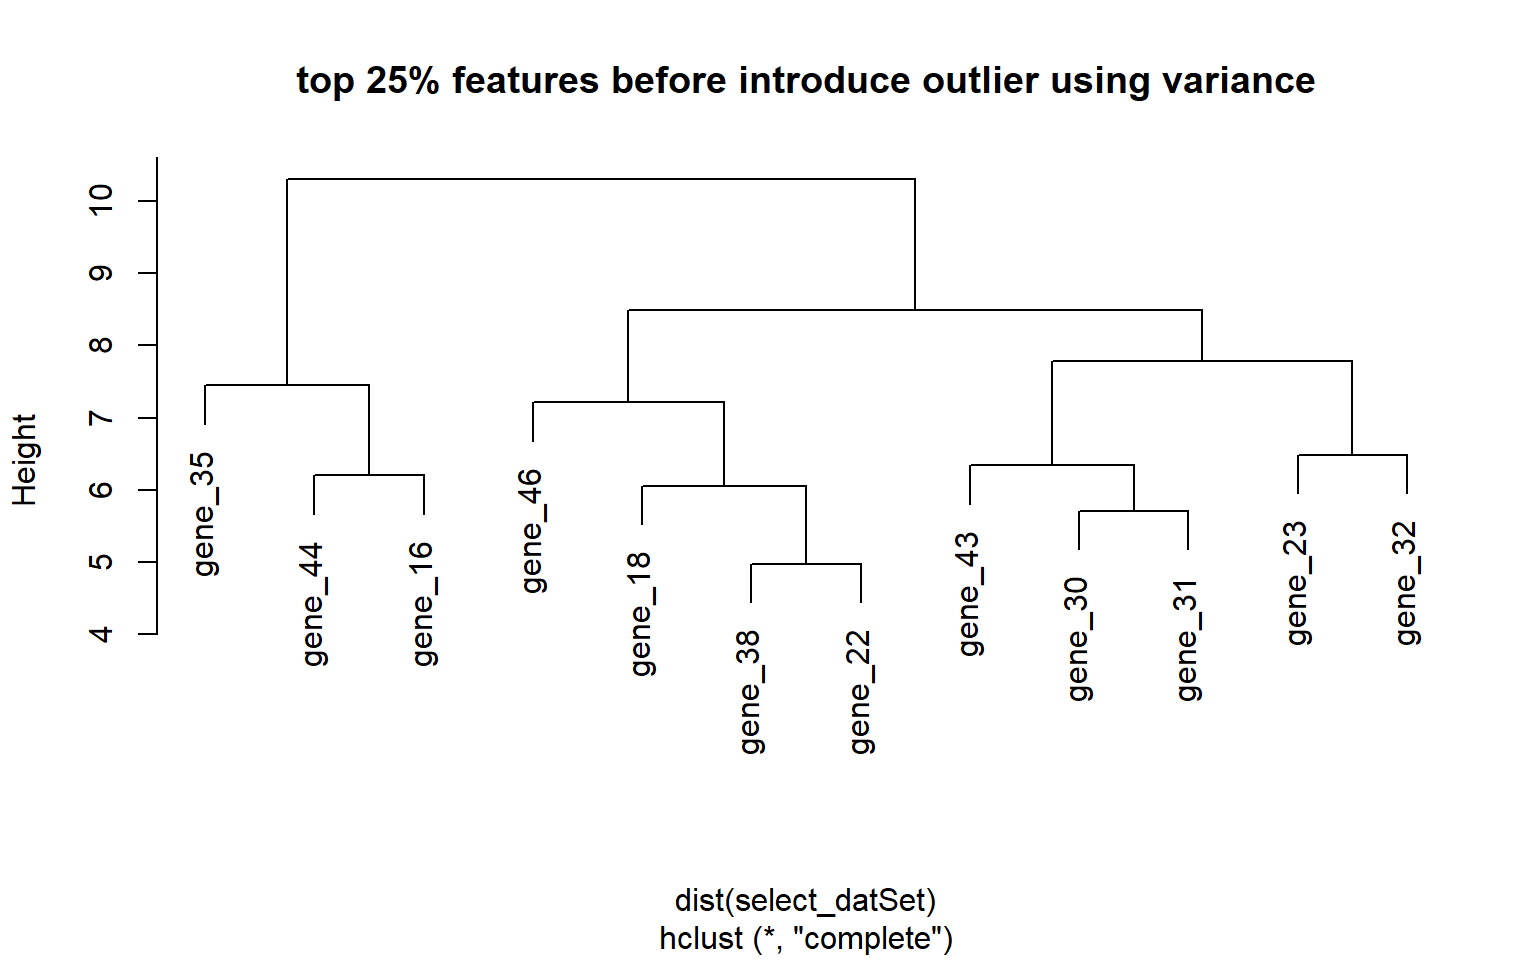 top 25% features before introduce outlier using variance
Height
10
9
8
7
6
5
4
gene_35
gene_44
gene_16
gene_46
gene_18
gene_38
gene_22
gene_43
gene_30
gene_31
gene_23
gene_32
dist(select_datSet)
hclust (*, "complete")